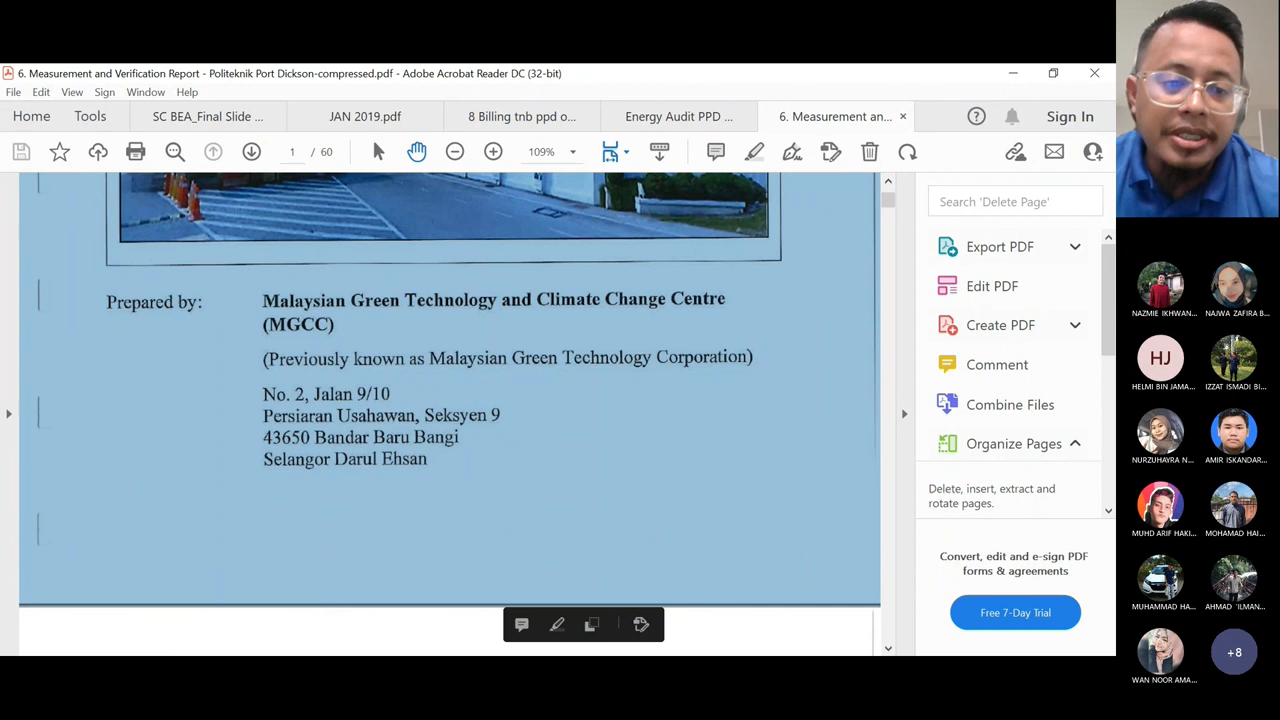 6. Measurement and Verification Report - Politeknik Port Dickson-compressed.pdf - Adobe Acrobat Reader DC (32-bit)
File Edit View Sign Window Help
Home Tools SC BEA_Final Slide ... JAN 2019.pdf 8 Billing tnb ppd o... Energy Audit PPD ... 6. Measurement an... Sign In
1 / 60 109%
Search 'Delete Page'
Export PDF
Edit PDF
Create PDF
Comment
Combine Files
Organize Pages
Delete, insert, extract and
rotate pages.
Convert, edit and e-sign PDF
forms & agreements
Free 7-Day Trial
Prepared by: Malaysian Green Technology and Climate Change Centre
(MGCC)
(Previously known as Malaysian Green Technology Corporation)
No. 2, Jalan 9/10
Persiaran Usahawan, Seksyen 9
43650 Bandar Baru Bangi
Selangor Darul Ehsan
NAZMIE IKHWAN... NAJWA ZAFIRA B...
HJ
HELMI BIN JAMA... IZZAT ISMADI BI...
NURZUHAYRA N... AMIR ISKANDAR...
MUHD ARIF HAKI... MOHAMAD HAI...
MUHAMMAD HA... AHMAD 'ILMAN...
WAN NOOR AMA... +8